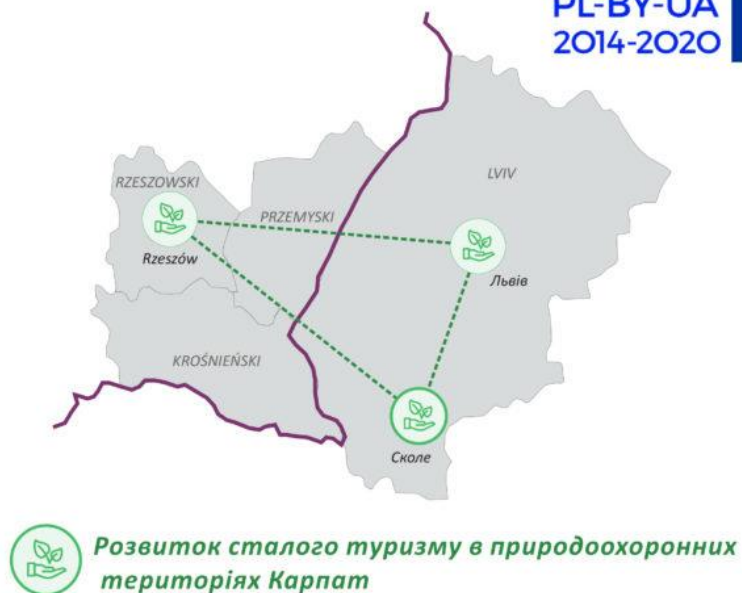 PL-BY-UA
2014-2020
LVIV
RZESZOWSKI
PRZEMYSKI
Rzeszów
Львів
KROŚNIEŃSKI
Сколе
Розвиток сталого туризму в природоохоронних
територіях Карпат